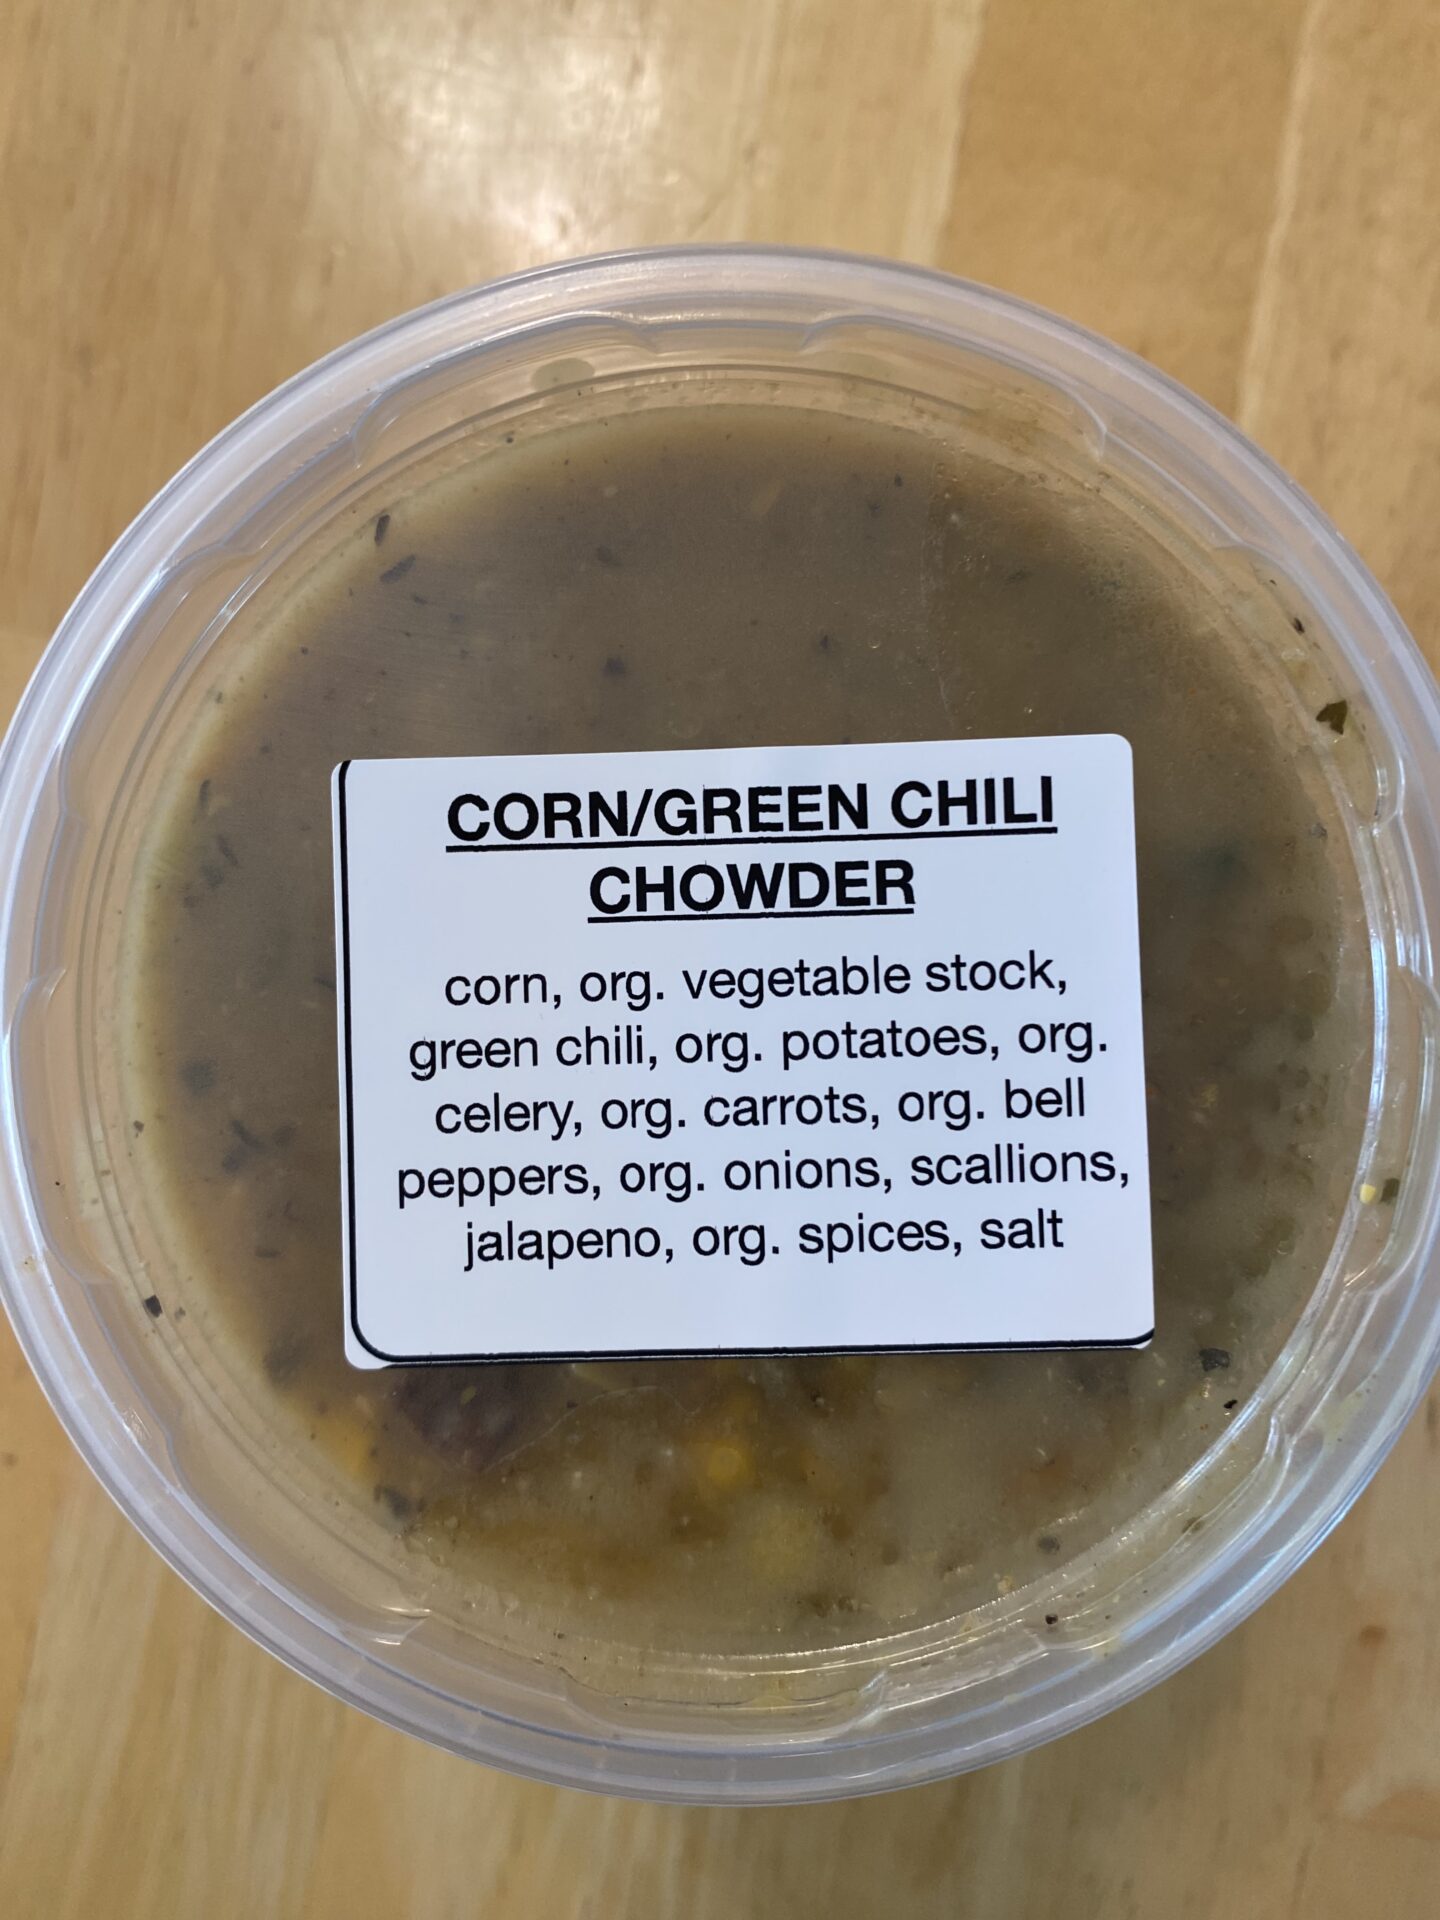 CORN/GREEN CHILI
CHOWDER
corn, org. vegetable stock,
green chili, org. potatoes, org.
celery, org. carrots, org. bell
peppers, org. onions, scallions,
jalapeno, org. spices, salt